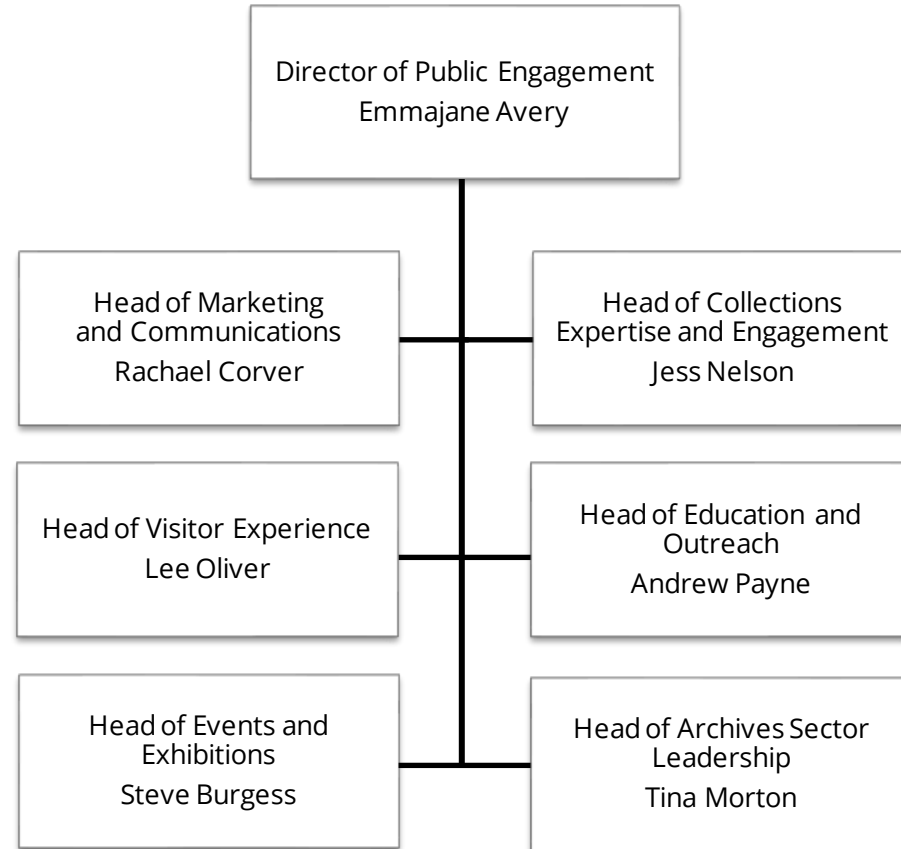 Director of Public Engagement
Emmajane Avery
Head of Marketing
and Communications
Rachael Corver
Head of Collections
Expertise and Engagement
Jess Nelson
Head of Visitor Experience
Lee Oliver
Head of Education and
Outreach
Andrew Payne
Head of Events and
Exhibitions
Steve Burgess
Head of Archives Sector
Leadership
Tina Morton